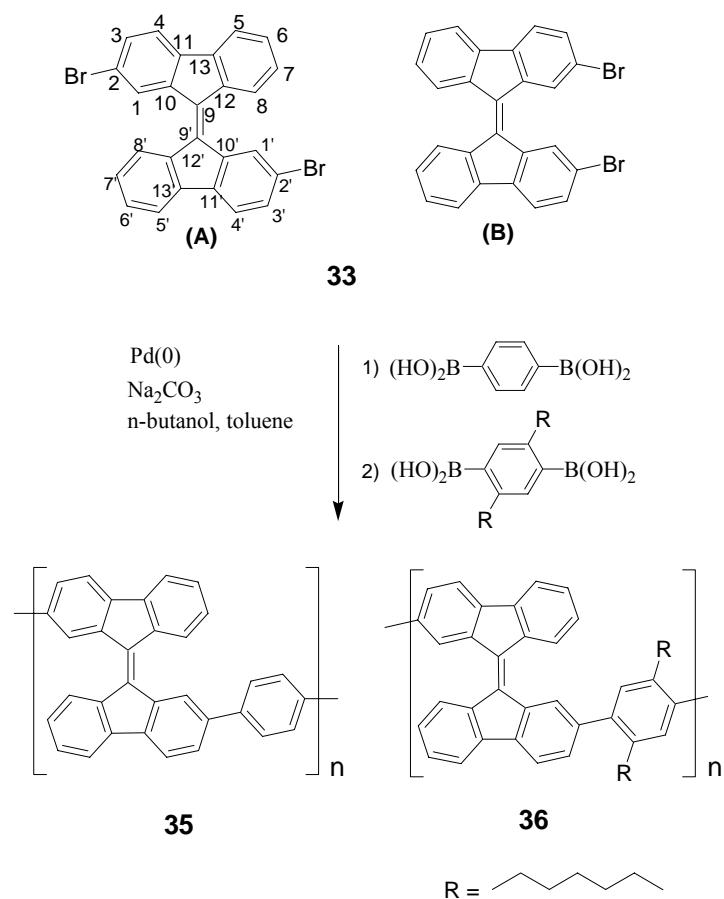 4 5
3 11 6
Br 2 13 7
1 10 12 8
9
9'
8' 10' 1'
7' 12' 2' Br
6' 13' 11' 3'
5' 4'
(A)
Br
Br
(B)
33
Pd(0)
Na2CO3
n-butanol, toluene
1) (HO)2B B(OH)2
R
2) (HO)2B B(OH)2
R
n
35
R
R
n
36
R =